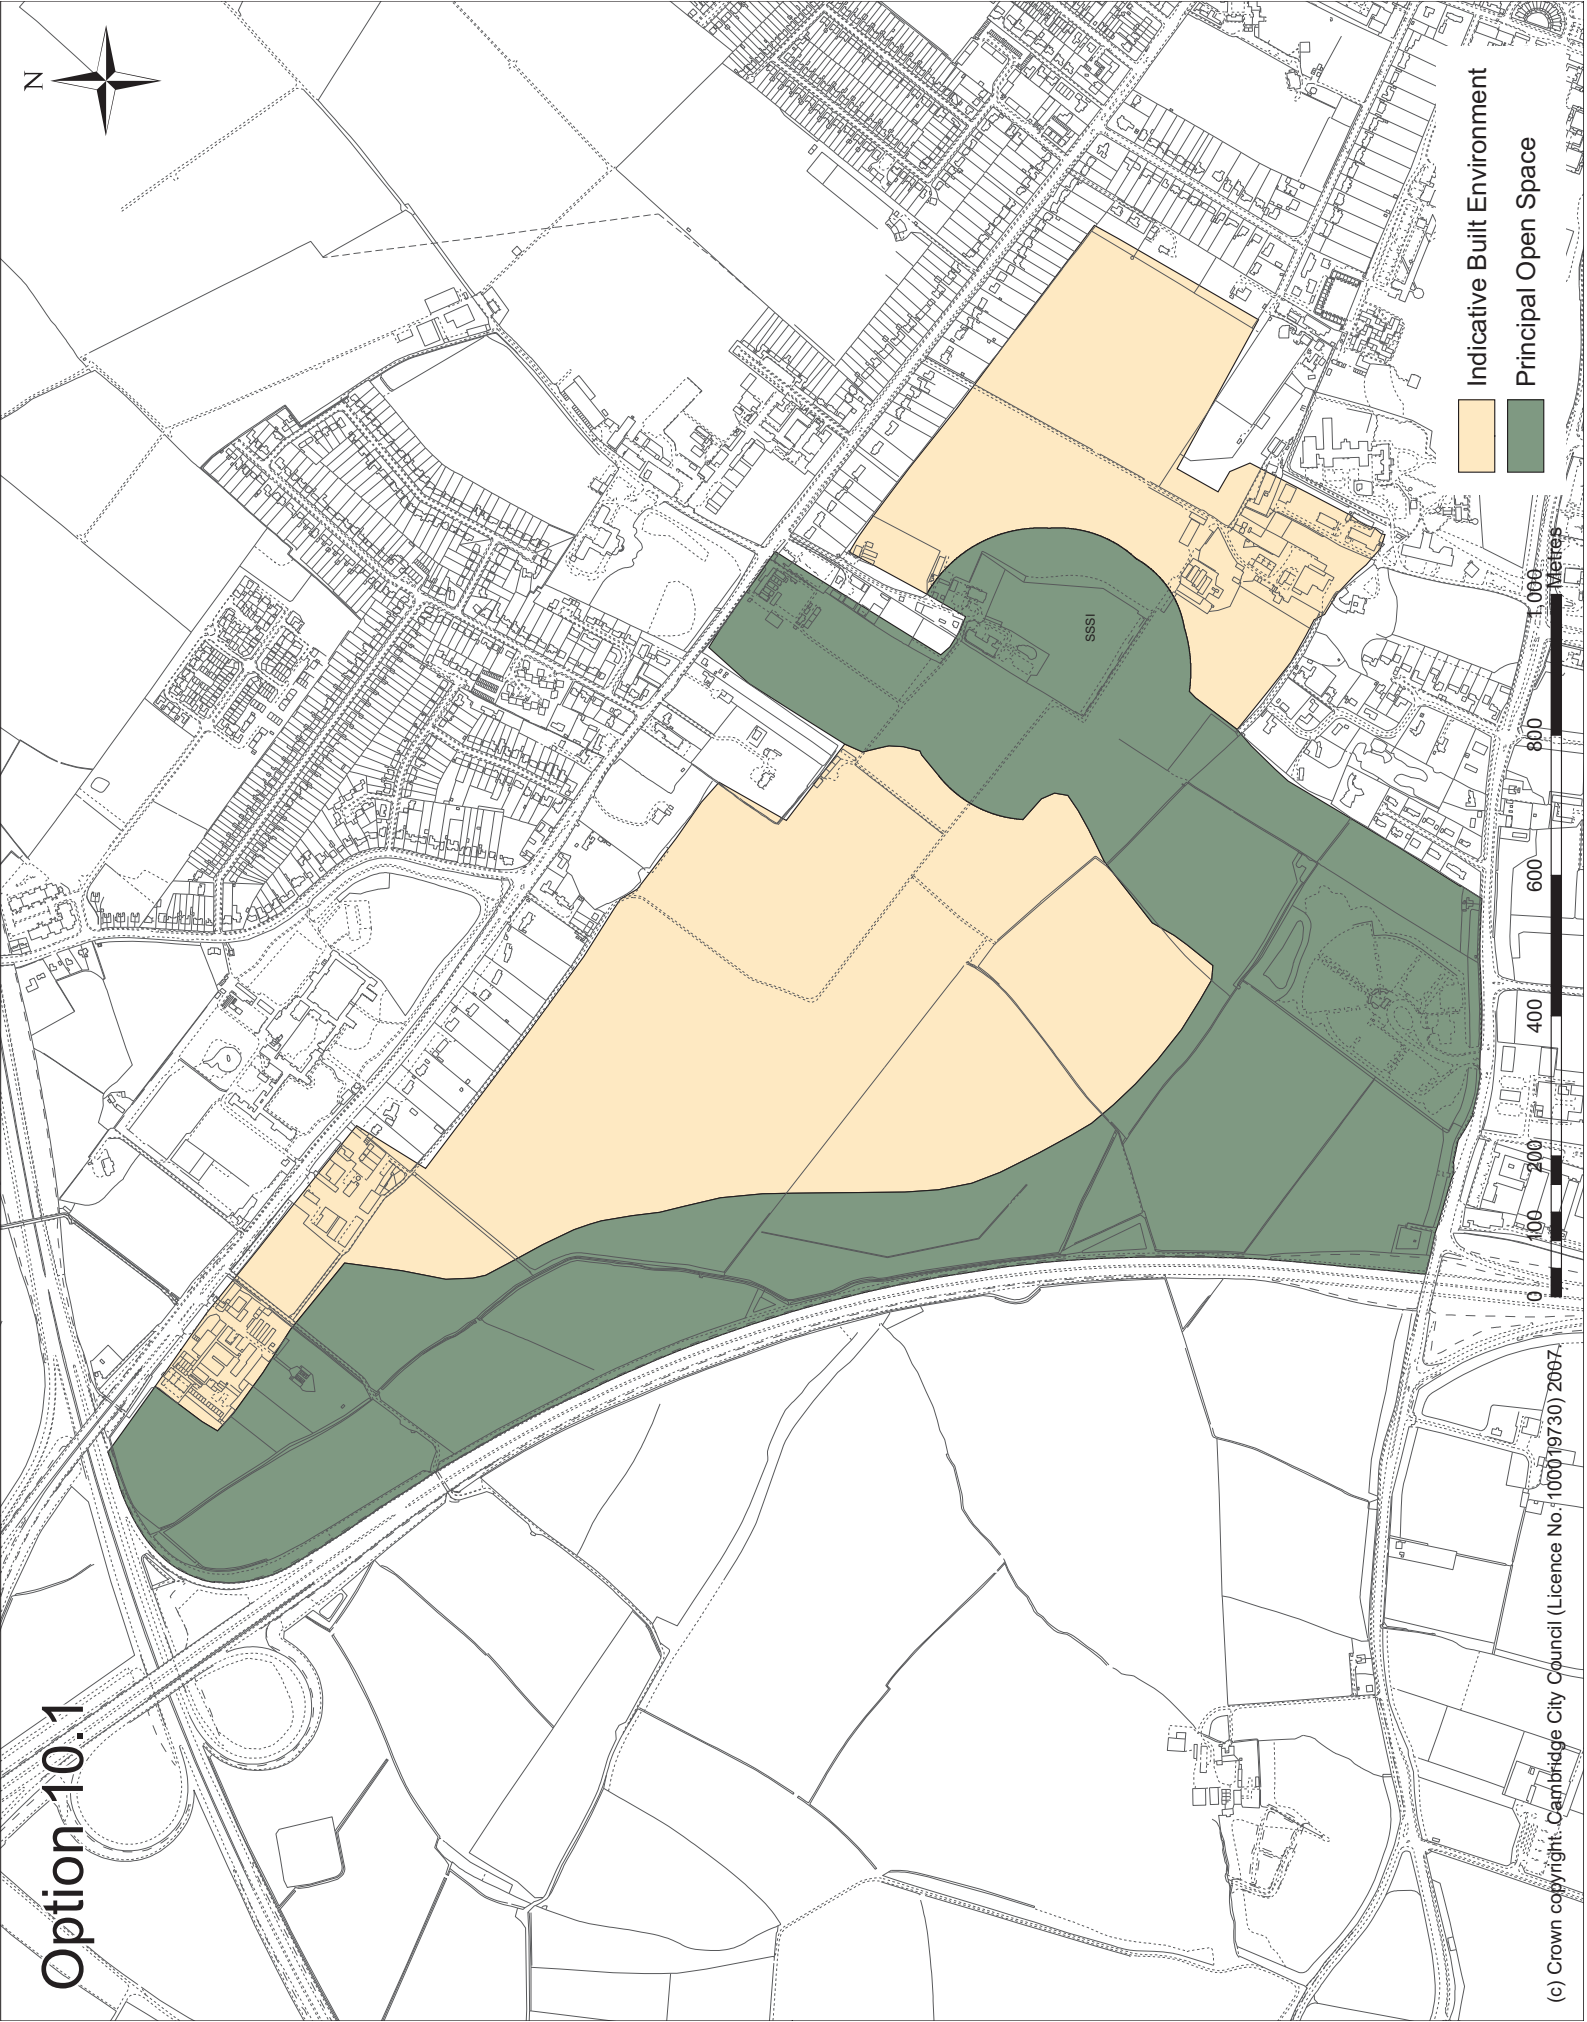 Option 10.1
N
SSSI
Indicative Built Environment
Principal Open Space
0 100 200 400 600 800 1,000
Metres
(c) Crown copyright. Cambridge City Council (Licence No. 100019730) 2007.